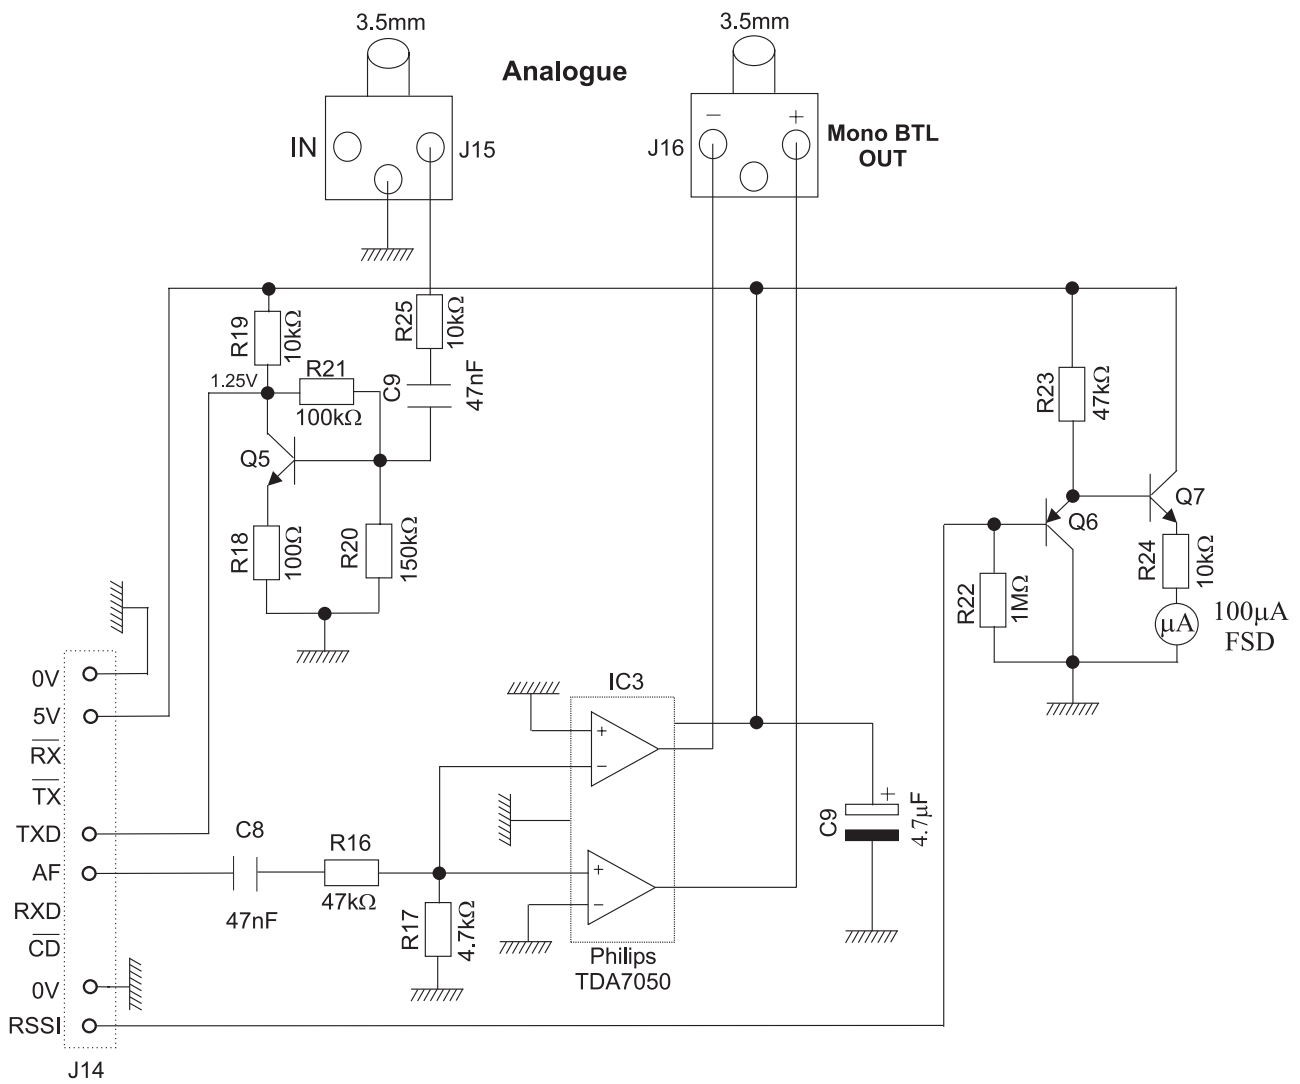 3.5mm
3.5mm
Analogue
IN
J15
J16
−
+
Mono BTL
OUT
R19
10kΩ
R25
10kΩ
1.25V
R21
100kΩ
C9
47nF
R23
47kΩ
Q5
Q6
Q7
R18
100Ω
R20
150kΩ
R22
1MΩ
R24
10kΩ
µA
100µA
FSD
0V
5V
RX
TX
TXD
AF
RXD
CD
0V
RSSI
J14
C8
47nF
R16
47kΩ
R17
4.7kΩ
IC3
+
−
+
−
Philips
TDA7050
C9
+
4.7µF